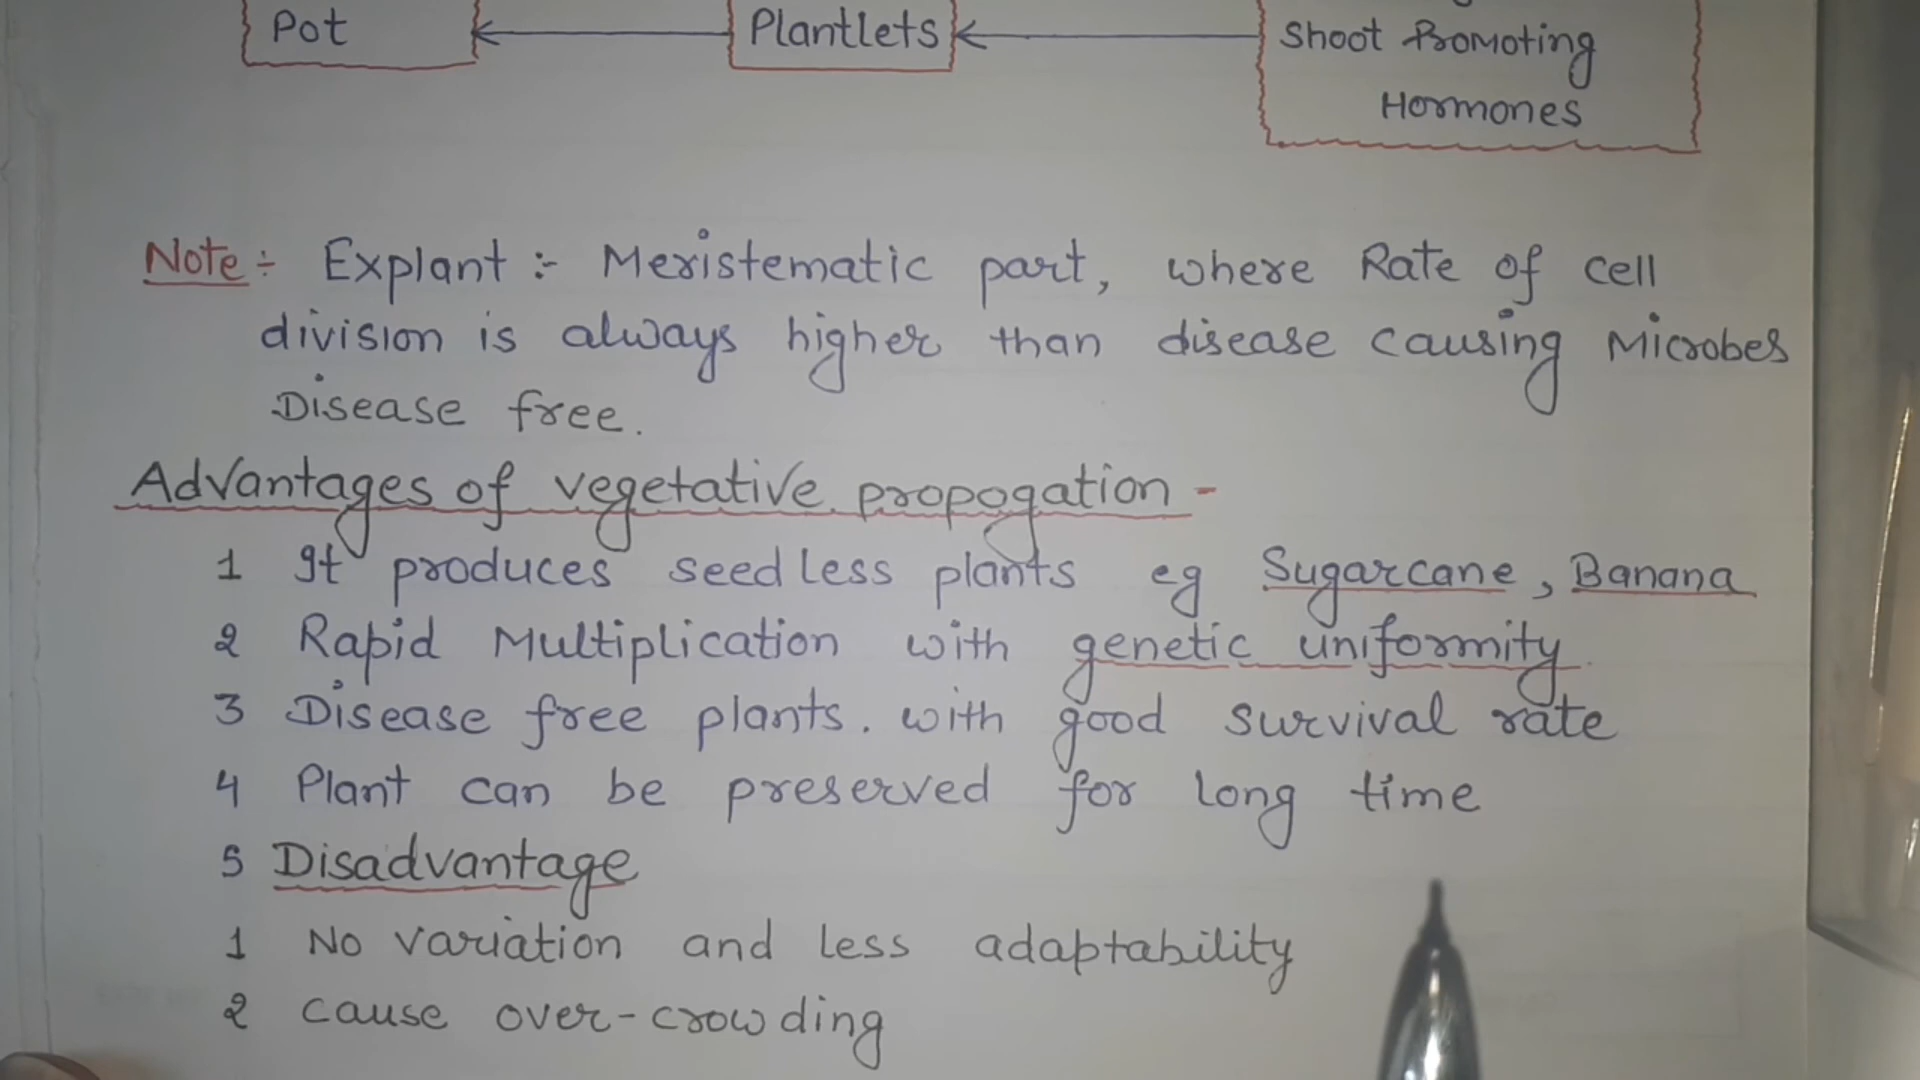 Pot Plantlets Shoot Promoting
Hormones
Note:- Explant :- Meristematic part, where Rate of cell
division is always higher than disease causing Microbes
Disease free.
Advantages of vegetative propogation -
1 It produces seedless plants eg Sugarcane, Banana
2 Rapid Multiplication with genetic uniformity
3 Disease free plants. with good survival rate
4 Plant can be preserved for long time
5 Disadvantage
1 No variation and less adaptability
2 cause over-crowding